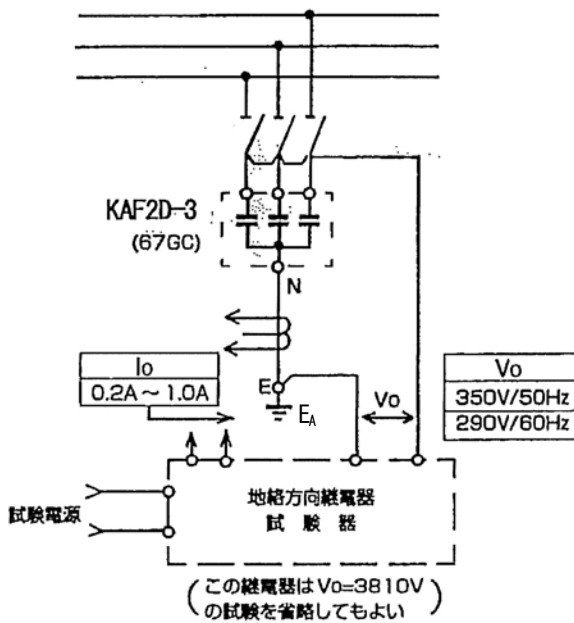 KAF2D-3
(67GC)
N
Io
0.2A～1.0A
E
EA
Vo
Vo
350V/50Hz
290V/60Hz
試験電源
地絡方向継電器
試験器
(この継電器はVo=3810V
の試験を省略してもよい)